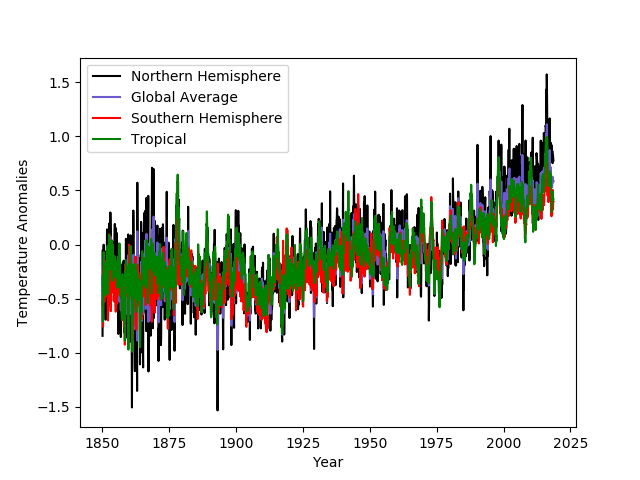 Northern Hemisphere
Global Average
Southern Hemisphere
Tropical
Temperature Anomalies
1.5
1.0
0.5
0.0
−0.5
−1.0
−1.5
1850 1875 1900 1925 1950 1975 2000 2025
Year